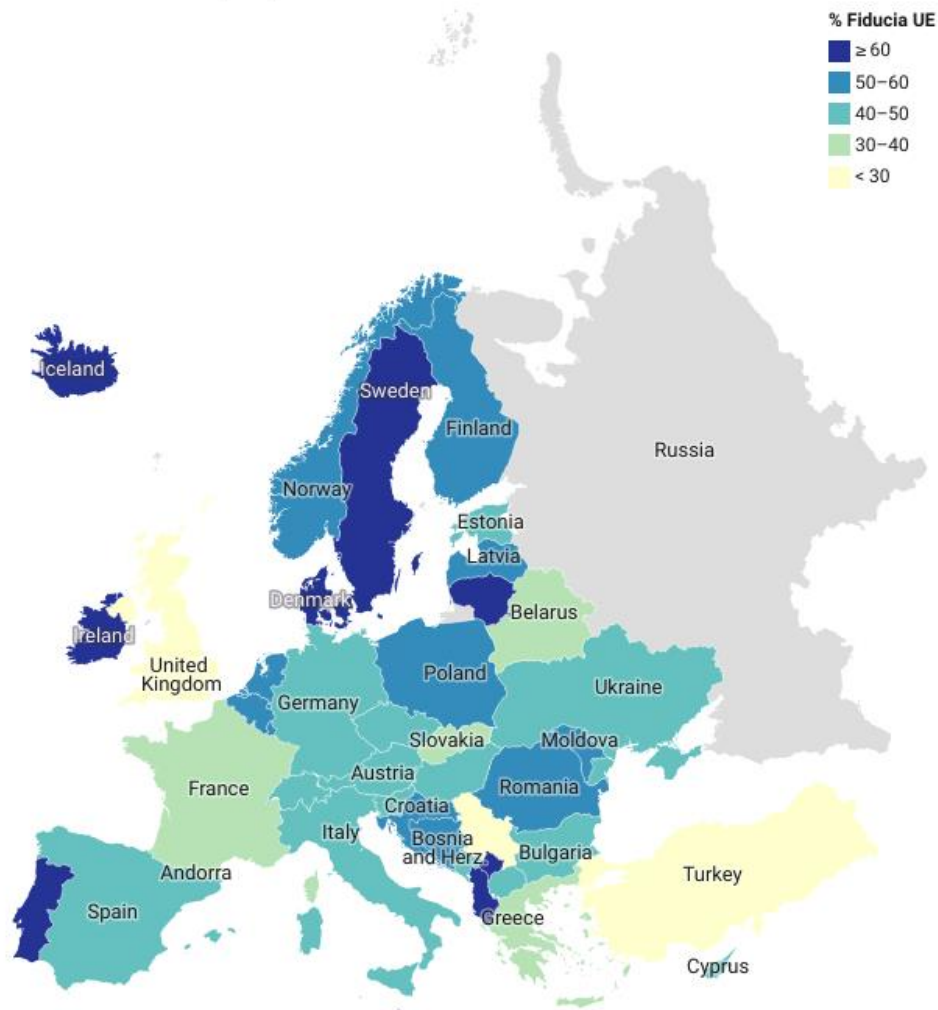 % Fiducia UE
≥ 60
50–60
40–50
30–40
< 30
Iceland
Sweden
Finland
Russia
Norway
Estonia
Latvia
Denmark
Belarus
Ireland
United
Kingdom
Poland
Ukraine
Germany
Slovakia
Moldova
Austria
France
Romania
Croatia
Italy
Bosnia
and Herz.
Bulgaria
Andorra
Turkey
Spain
Greece
Cyprus